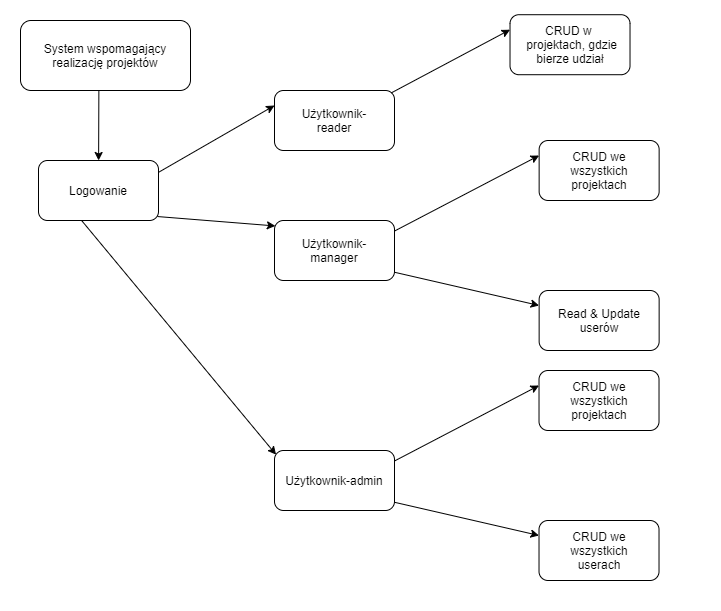 System wspomagający
realizację projektów
Logowanie
Użytkownik-
reader
CRUD w
projektach, gdzie
bierze udział
Użytkownik-
manager
CRUD we
wszystkich
projektach
Read & Update
userów
Użytkownik-admin
CRUD we
wszystkich
projektach
CRUD we
wszystkich
userach